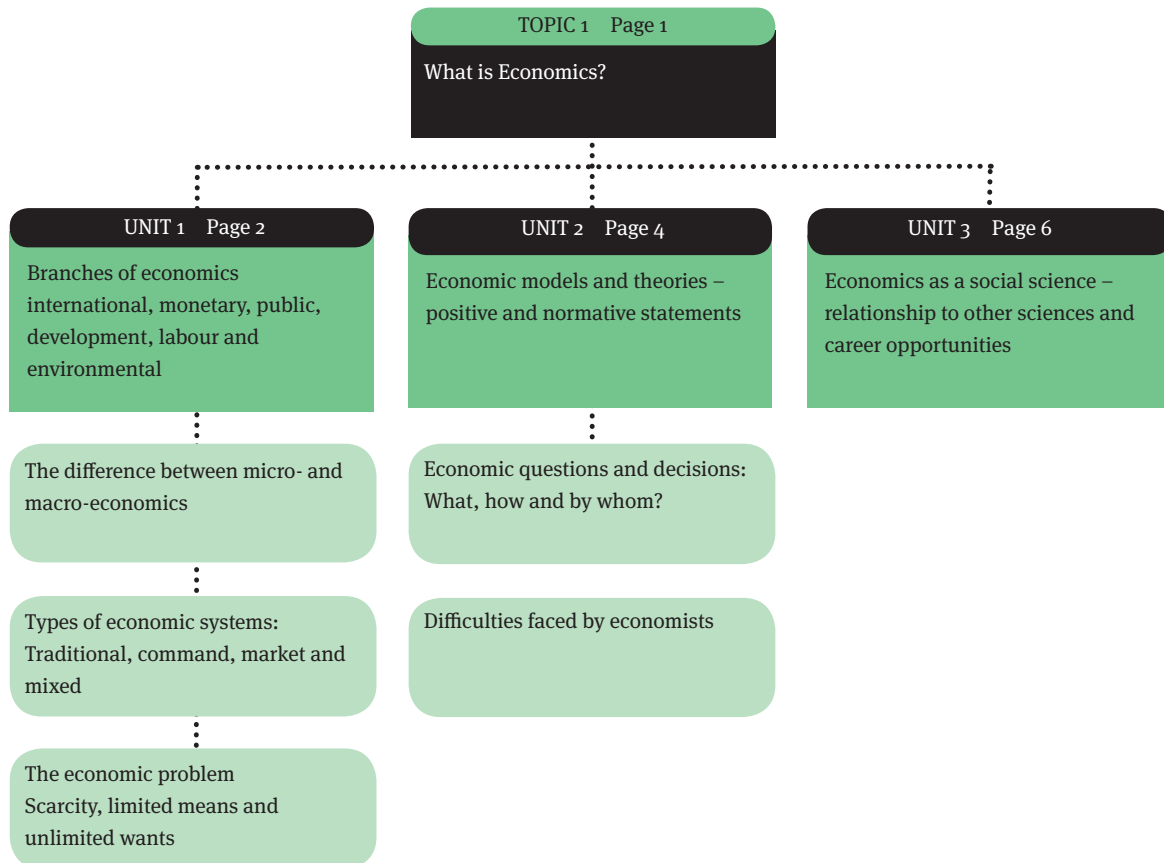 TOPIC 1 Page 1
What is Economics?
UNIT 1 Page 2
Branches of economics
international, monetary, public,
development, labour and
environmental
The difference between micro- and
macro-economics
Types of economic systems:
Traditional, command, market and
mixed
The economic problem
Scarcity, limited means and
unlimited wants
UNIT 2 Page 4
Economic models and theories –
positive and normative statements
Economic questions and decisions:
What, how and by whom?
Difficulties faced by economists
UNIT 3 Page 6
Economics as a social science –
relationship to other sciences and
career opportunities